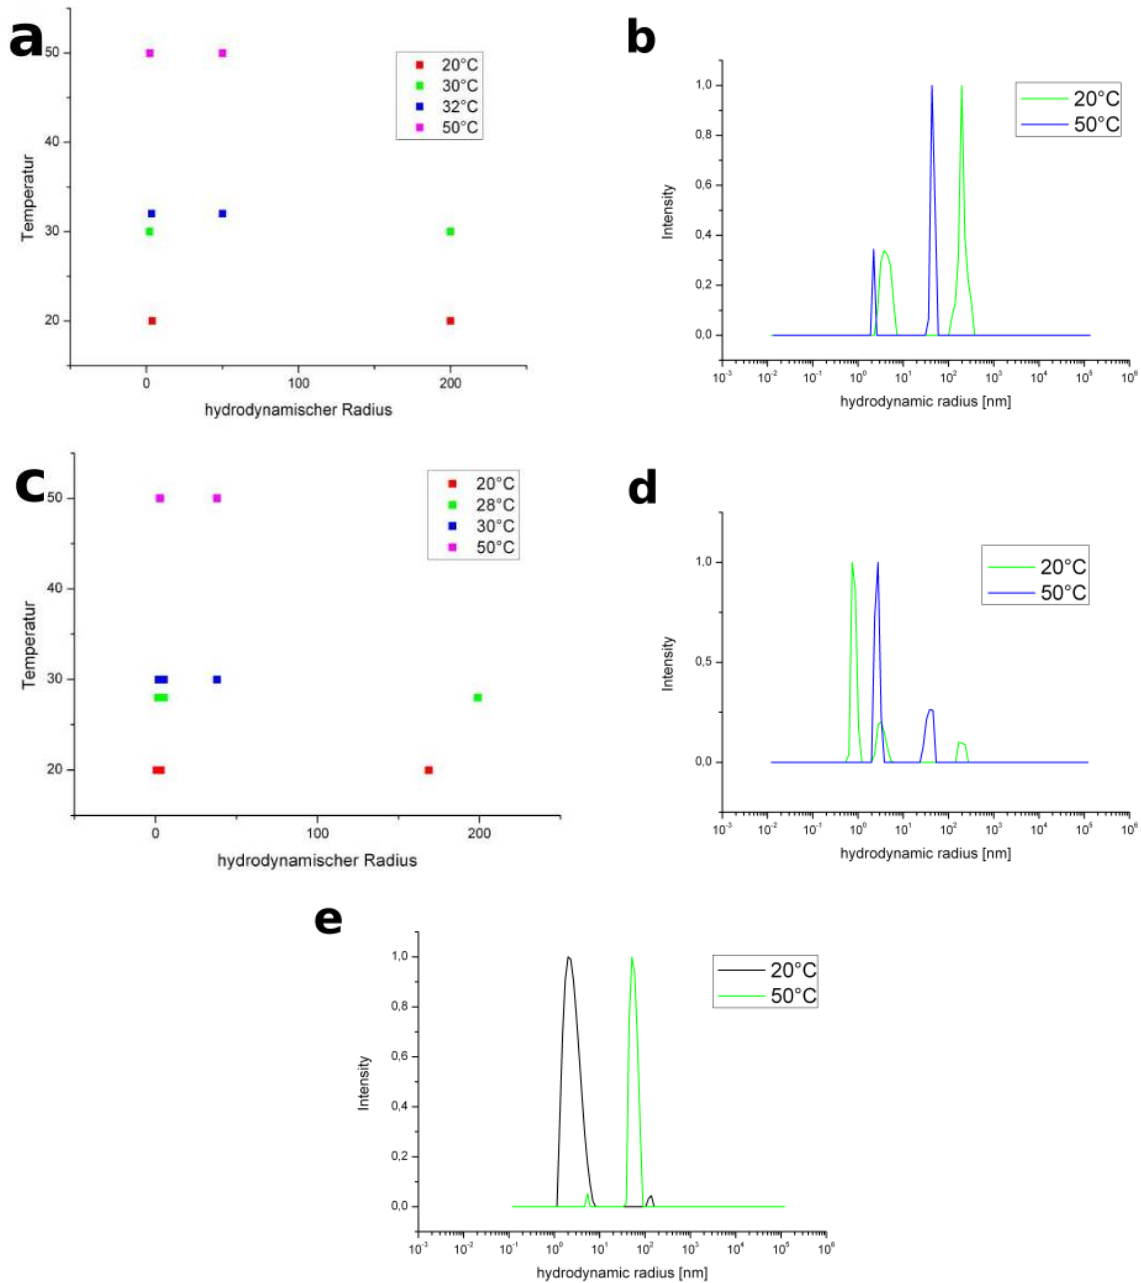 a
50
40
30
20
Temperatur
0
100
200
hydrodynamischer Radius
20°C
30°C
32°C
50°C
b
1,0
0,8
0,6
0,4
0,2
0,0
Intensity
10⁻³ 10⁻² 10⁻¹ 10⁰ 10¹ 10² 10³ 10⁴ 10⁵ 10⁶
hydrodynamic radius [nm]
20°C
50°C
c
50
40
30
20
Temperatur
0
100
200
hydrodynamischer Radius
20°C
28°C
30°C
50°C
d
1,0
0,5
0,0
Intensity
10⁻³ 10⁻² 10⁻¹ 10⁰ 10¹ 10² 10³ 10⁴ 10⁵ 10⁶
hydrodynamic radius [nm]
20°C
50°C
e
1,0
0,8
0,6
0,4
0,2
0,0
Intensity
10⁻³ 10⁻² 10⁻¹ 10⁰ 10¹ 10² 10³ 10⁴ 10⁵ 10⁶
hydrodynamic radius [nm]
20°C
50°C